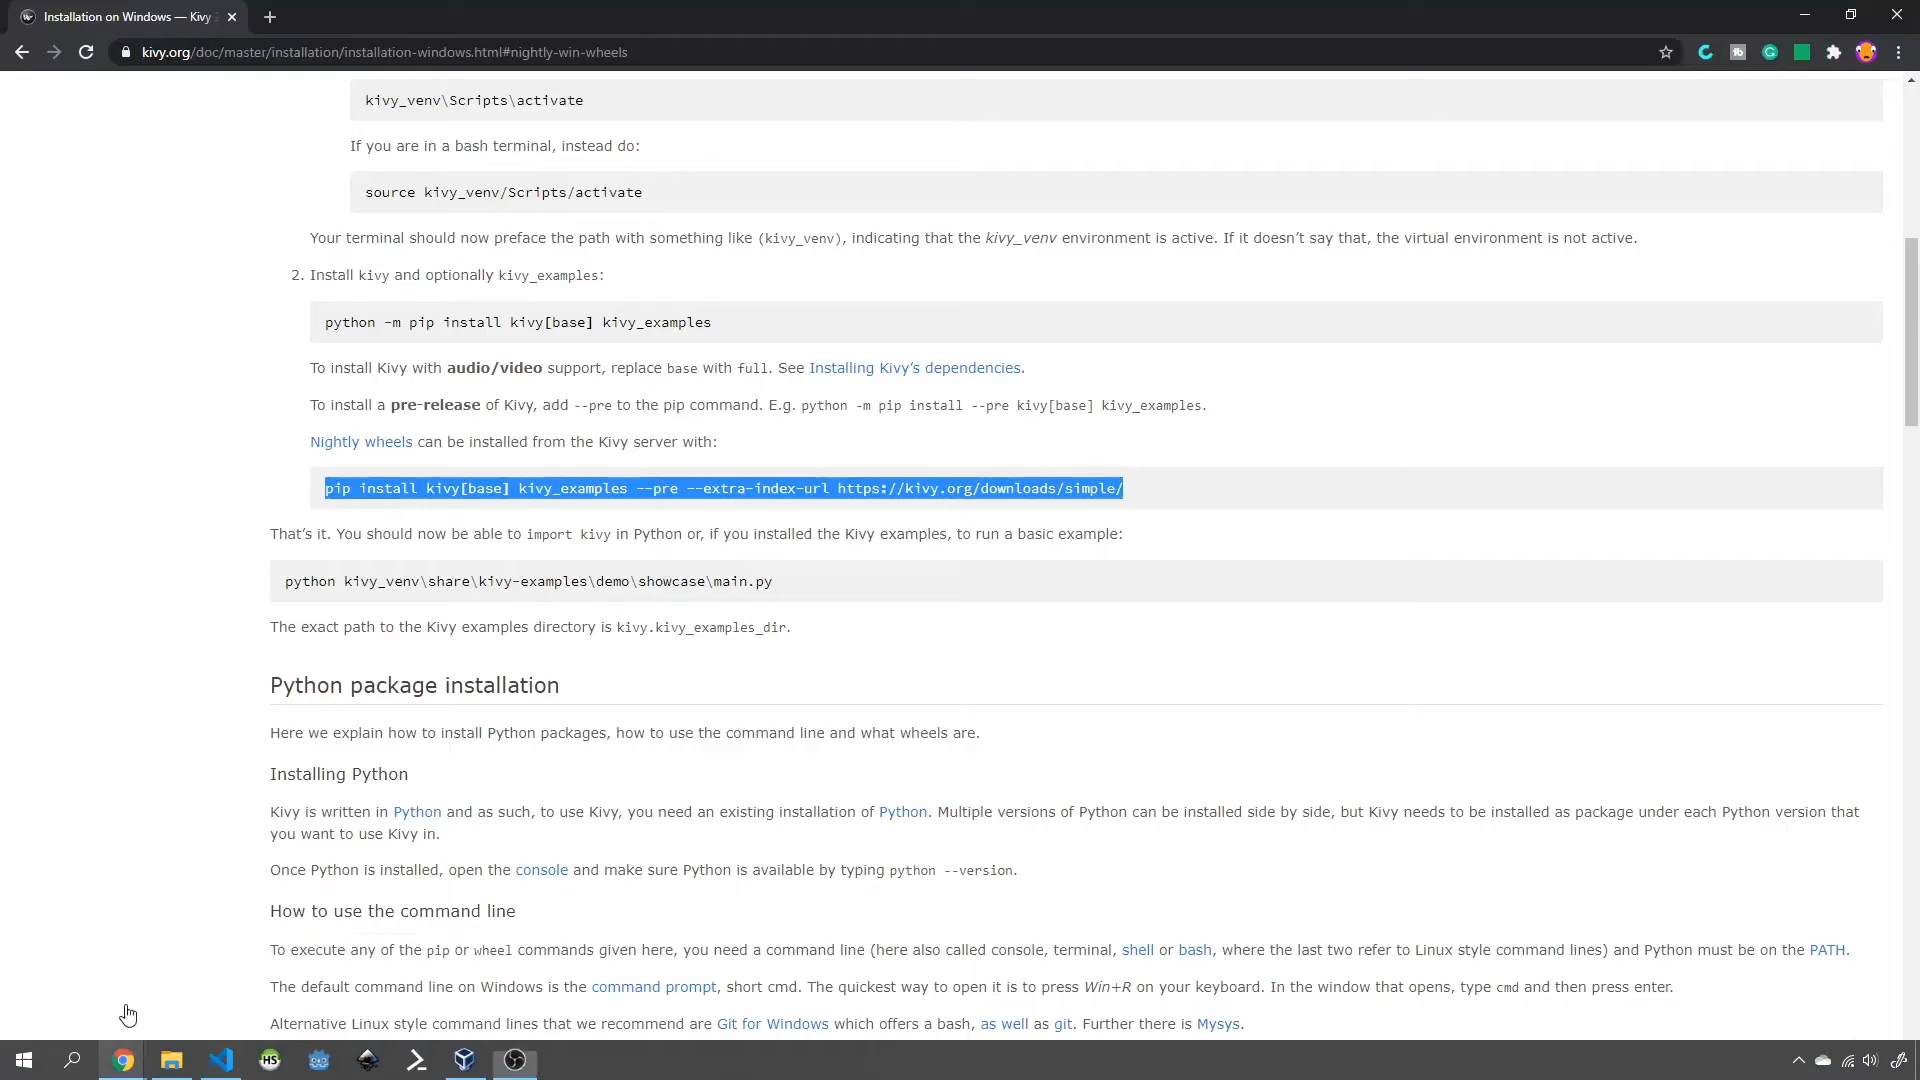 Installation on Windows — Kivy
kivy.org/doc/master/installation/installation-windows.html#nightly-win-wheels
kivy_venv\Scripts\activate
If you are in a bash terminal, instead do:
source kivy_venv/Scripts/activate
Your terminal should now preface the path with something like (kivy_venv), indicating that the kivy_venv environment is active. If it doesn’t say that, the virtual environment is not active.
2. Install kivy and optionally kivy_examples:
python -m pip install kivy[base] kivy_examples
To install Kivy with audio/video support, replace base with full. See Installing Kivy’s dependencies.
To install a pre-release of Kivy, add --pre to the pip command. E.g. python -m pip install --pre kivy[base] kivy_examples.
Nightly wheels can be installed from the Kivy server with:
pip install kivy[base] kivy_examples --pre --extra-index-url https://kivy.org/downloads/simple/
That’s it. You should now be able to import kivy in Python or, if you installed the Kivy examples, to run a basic example:
python kivy_venv\share\kivy-examples\demo\showcase\main.py
The exact path to the Kivy examples directory is kivy.kivy_examples_dir.
Python package installation
Here we explain how to install Python packages, how to use the command line and what wheels are.
Installing Python
Kivy is written in Python and as such, to use Kivy, you need an existing installation of Python. Multiple versions of Python can be installed side by side, but Kivy needs to be installed as package under each Python version that
you want to use Kivy in.
Once Python is installed, open the console and make sure Python is available by typing python --version.
How to use the command line
To execute any of the pip or wheel commands given here, you need a command line (here also called console, terminal, shell or bash, where the last two refer to Linux style command lines) and Python must be on the PATH.
The default command line on Windows is the command prompt, short cmd. The quickest way to open it is to press Win+R on your keyboard. In the window that opens, type cmd and then press enter.
Alternative Linux style command lines that we recommend are Git for Windows which offers a bash, as well as git. Further there is Mysys.
HS